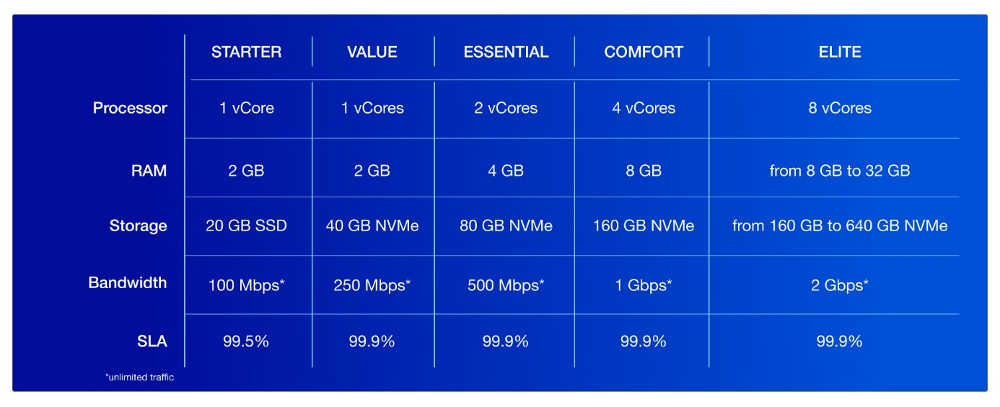 STARTER VALUE ESSENTIAL COMFORT ELITE
Processor 1 vCore 1 vCores 2 vCores 4 vCores 8 vCores
RAM 2 GB 2 GB 4 GB 8 GB from 8 GB to 32 GB
Storage 20 GB SSD 40 GB NVMe 80 GB NVMe 160 GB NVMe from 160 GB to 640 GB NVMe
Bandwidth 100 Mbps* 250 Mbps* 500 Mbps* 1 Gbps* 2 Gbps*
SLA 99.5% 99.9% 99.9% 99.9% 99.9%
*unlimited traffic